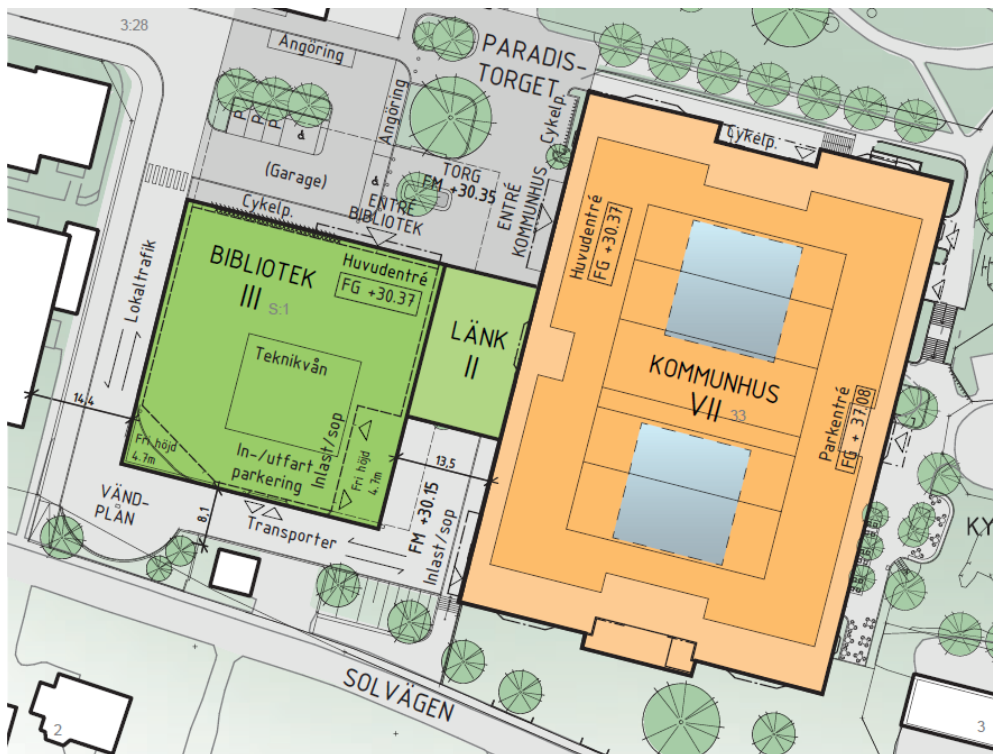 3:28
Angöring
PARADIS-
TORGET
P P P
Angöring
Cykelp.
Cykelp.
(Garage)
TORG
FM +30.35
ENTRÉ
BIBLIOTEK
ENTRÉ
KOMMUNHUS
Cykelp.
Lokaltrafik
BIBLIOTEK
III
S:1
Huvudentré
FG +30.37
Huvudentré
FG +30.37
LÄNK
II
Teknikvån
KOMMUNHUS
VII
33
Parkentré
FG + 37.08
14,4
Fri höjd
4.7m
In-/utfart
parkering
Inlast/sop
Fri höjd
4.7m
13,5
FM +30.15
Inlast/sop
VÄND-
PLAN
8,1
Transporter
KY
SOLVÄGEN
2
3